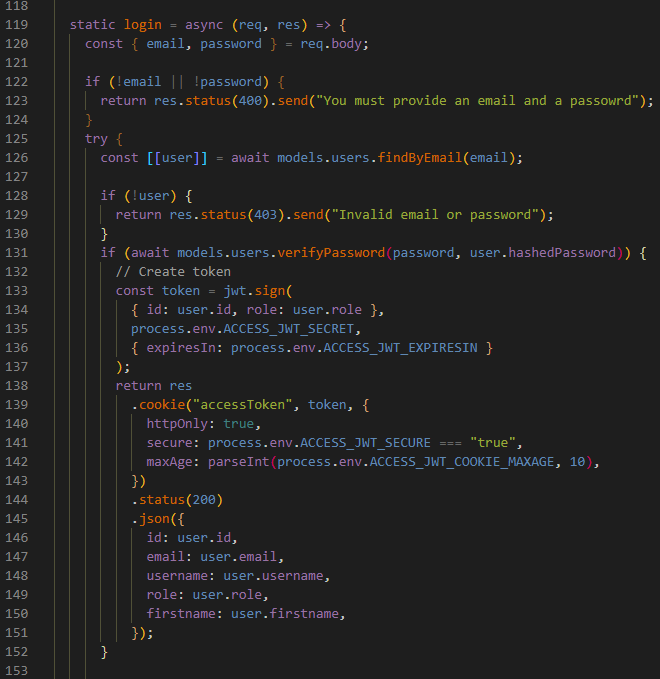 118
119 static login = async (req, res) => {
120 const { email, password } = req.body;
121
122 if (!email || !password) {
123 return res.status(400).send("You must provide an email and a passowrd");
124 }
125 try {
126 const [[user]] = await models.users.findByEmail(email);
127
128 if (!user) {
129 return res.status(403).send("Invalid email or password");
130 }
131 if (await models.users.verifyPassword(password, user.hashedPassword)) {
132 // Create token
133 const token = jwt.sign(
134 { id: user.id, role: user.role },
135 process.env.ACCESS_JWT_SECRET,
136 { expiresIn: process.env.ACCESS_JWT_EXPIRESIN }
137 );
138 return res
139 .cookie("accessToken", token, {
140 httpOnly: true,
141 secure: process.env.ACCESS_JWT_SECURE === "true",
142 maxAge: parseInt(process.env.ACCESS_JWT_COOKIE_MAXAGE, 10),
143 })
144 .status(200)
145 .json({
146 id: user.id,
147 email: user.email,
148 username: user.username,
149 role: user.role,
150 firstname: user.firstname,
151 });
152 }
153